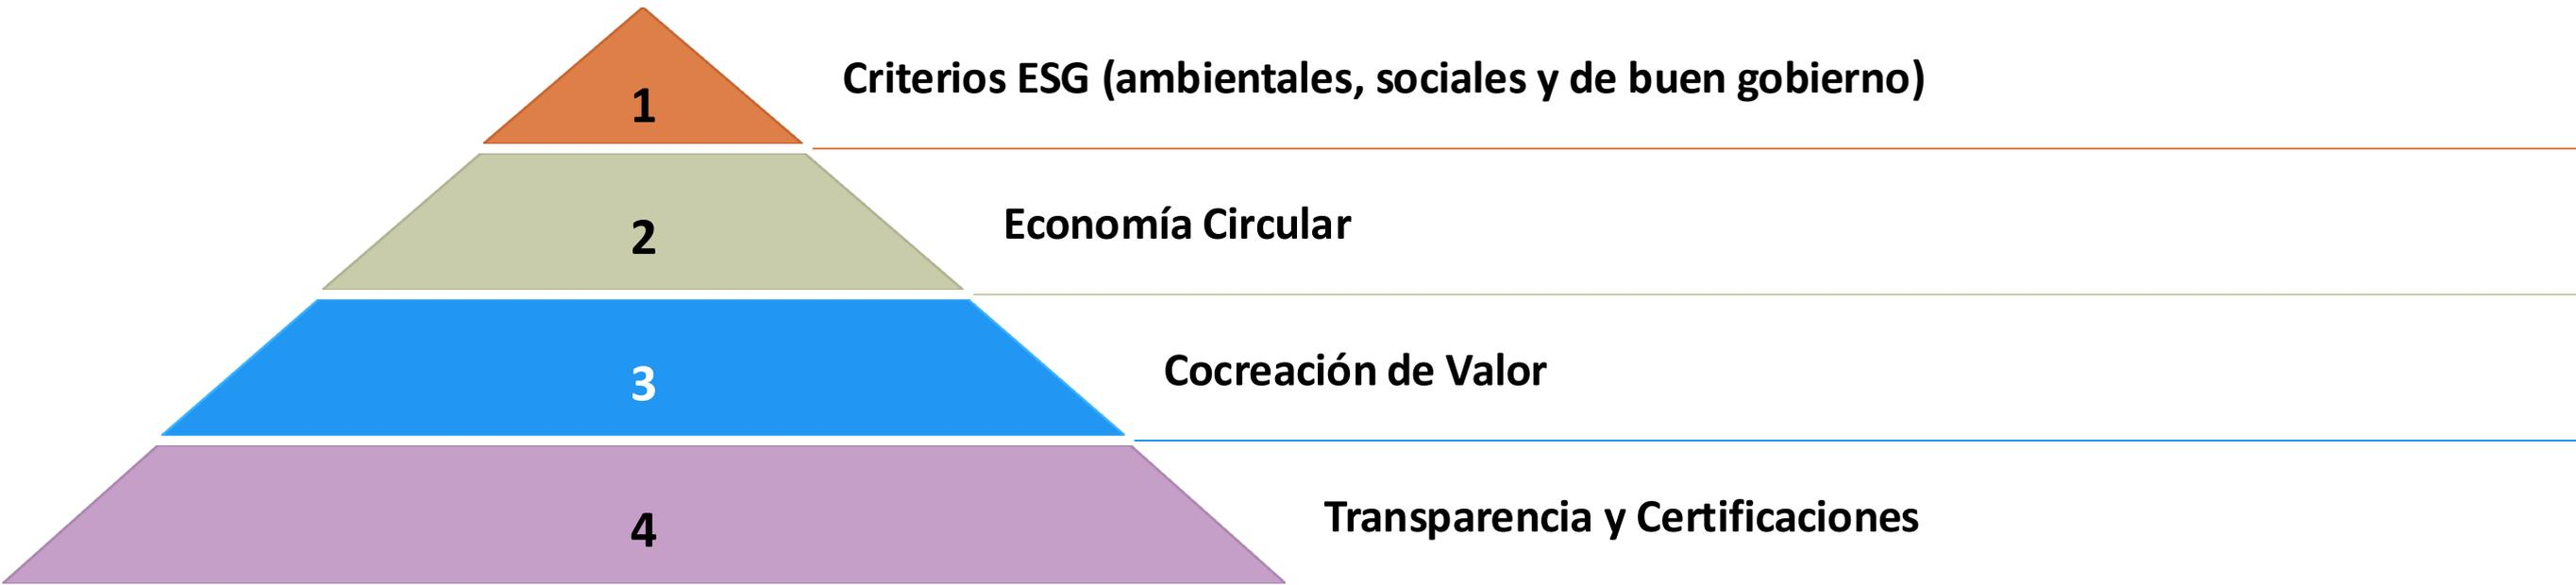 1
Criterios ESG (ambientales, sociales y de buen gobierno)
2
Economía Circular
3
Cocreación de Valor
4
Transparencia y Certificaciones